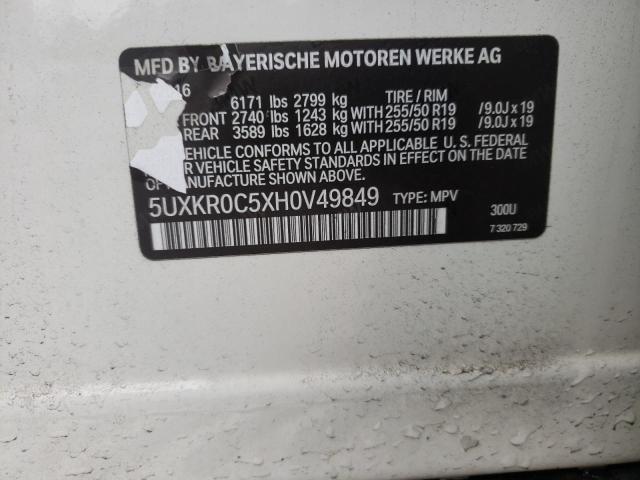 MFD BY BAYERISCHE MOTOREN WERKE AG
16
6171 lbs 2799 kg TIRE / RIM
FRONT 2740 lbs 1243 kg WITH 255/50 R19 /9.0J x 19
REAR 3589 lbs 1628 kg WITH 255/50 R19 /9.0J x 19
VEHICLE CONFORMS TO ALL APPLICABLE U.S. FEDERAL
MOTOR VEHICLE SAFETY STANDARDS IN EFFECT ON THE DATE OF
MANUFACTURE SHOWN ABOVE.
5UXKR0C5XH0V49849 TYPE: MPV 300U
7 320 729